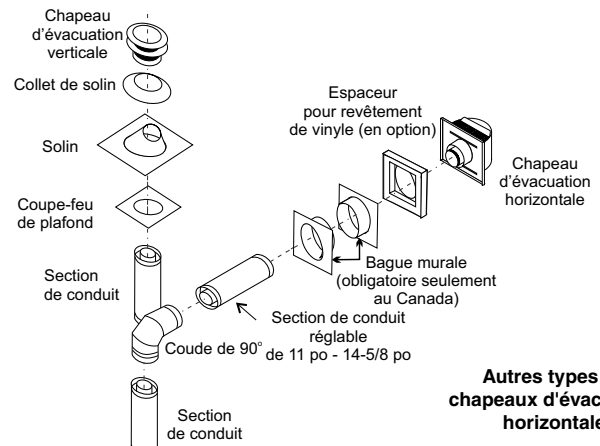 Chapeau
d'évacuation
verticale
Collet de solin
Solin
Coupe-feu
de plafond
Section
de conduit
Coude de 90°
Section
de conduit
Section de conduit
réglable
de 11 po - 14-5/8 po
Bague murale
(obligatoire seulement
au Canada)
Espaceur
pour revêtement
de vinyle (en option)
Chapeau
d'évacuation
horizontale
Autres types
chapeaux d'évac
horizontale